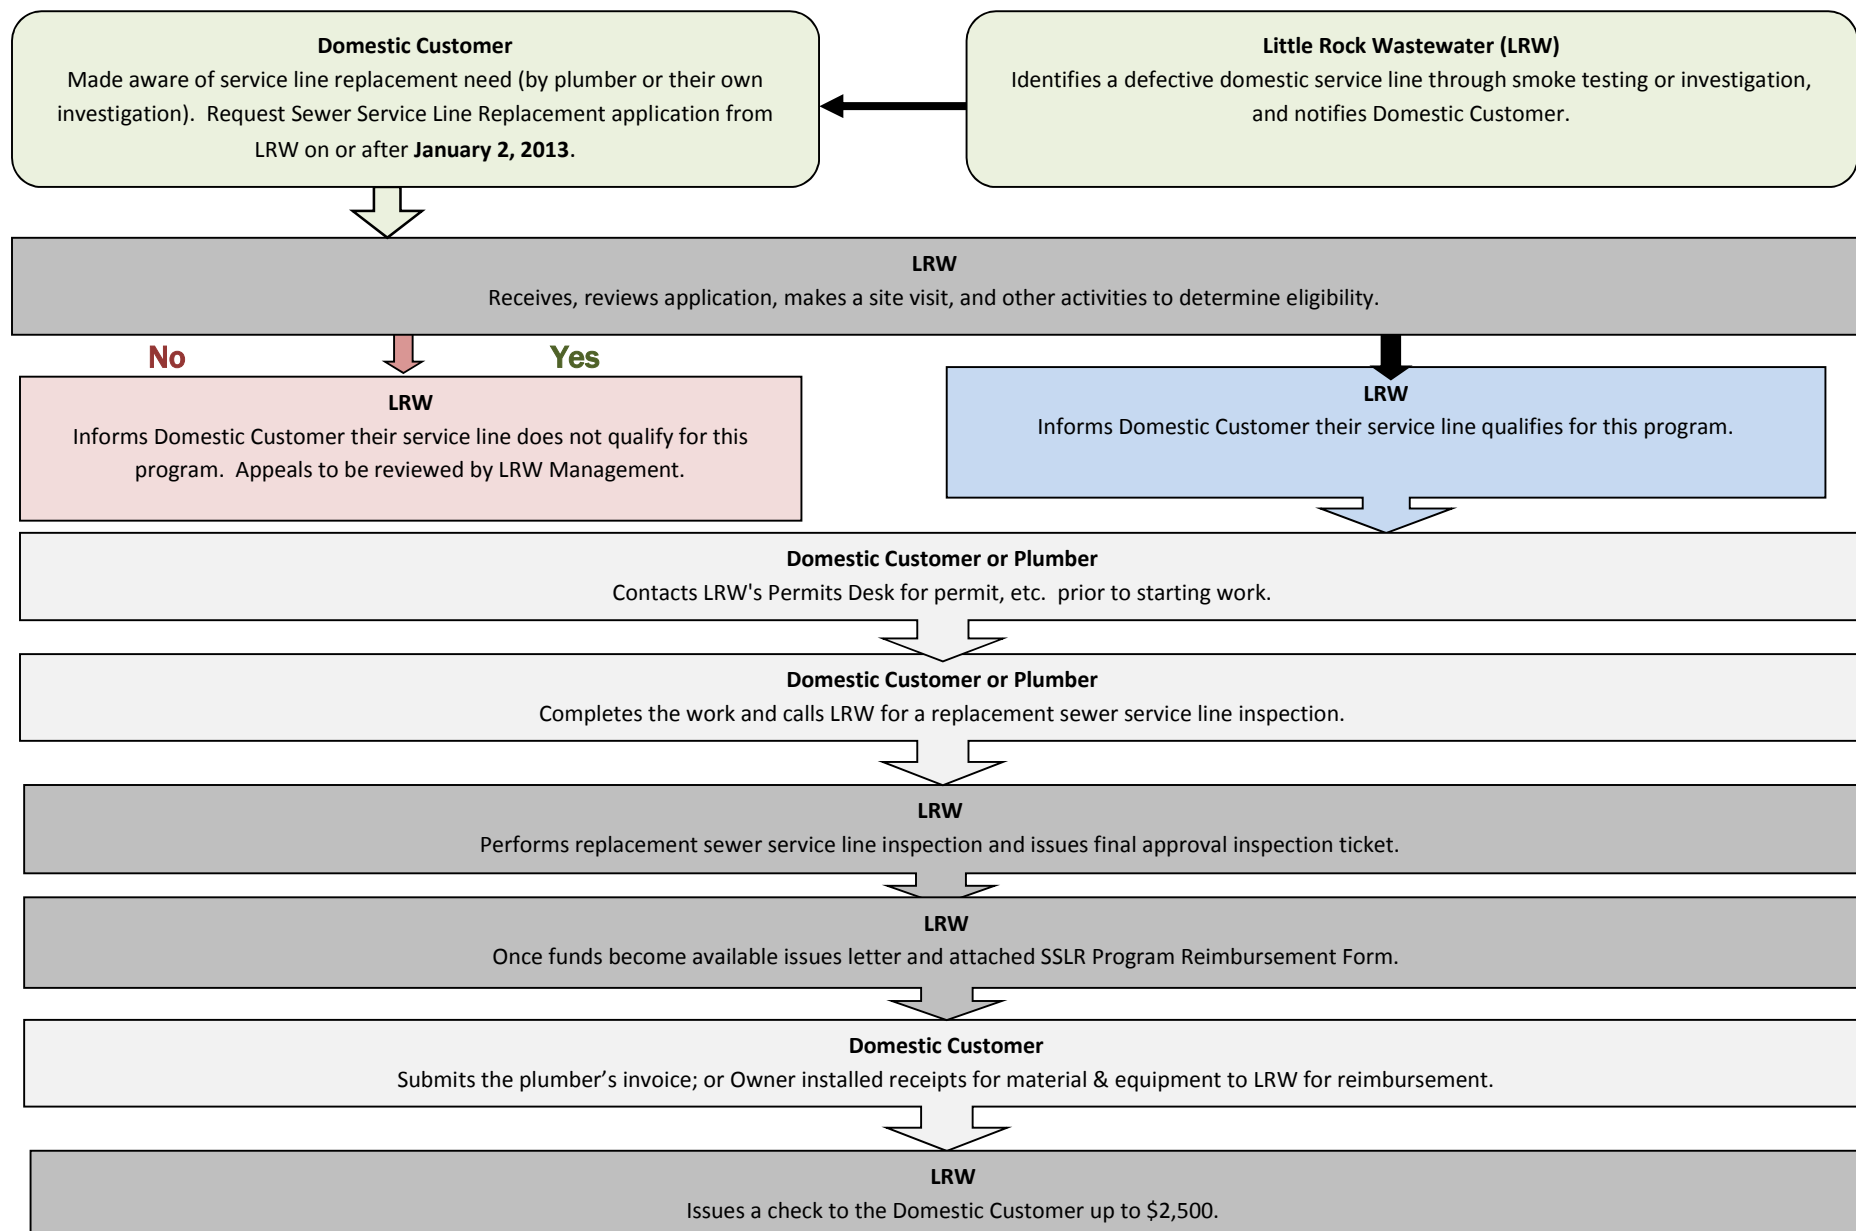 Domestic Customer
Made aware of service line replacement need (by plumber or their own
investigation).  Request Sewer Service Line Replacement application from
LRW on or after January 2, 2013.
Little Rock Wastewater (LRW)
Identifies a defective domestic service line through smoke testing or investigation,
and notifies Domestic Customer.
LRW
Receives, reviews application, makes a site visit, and other activities to determine eligibility.
No
Yes
LRW
Informs Domestic Customer their service line does not qualify for this
program.  Appeals to be reviewed by LRW Management.
LRW
Informs Domestic Customer their service line qualifies for this program.
Domestic Customer or Plumber
Contacts LRW's Permits Desk for permit, etc.  prior to starting work.
Domestic Customer or Plumber
Completes the work and calls LRW for a replacement sewer service line inspection.
LRW
Performs replacement sewer service line inspection and issues final approval inspection ticket.
LRW
Once funds become available issues letter and attached SSLR Program Reimbursement Form.
Domestic Customer
Submits the plumber’s invoice; or Owner installed receipts for material & equipment to LRW for reimbursement.
LRW
Issues a check to the Domestic Customer up to $2,500.